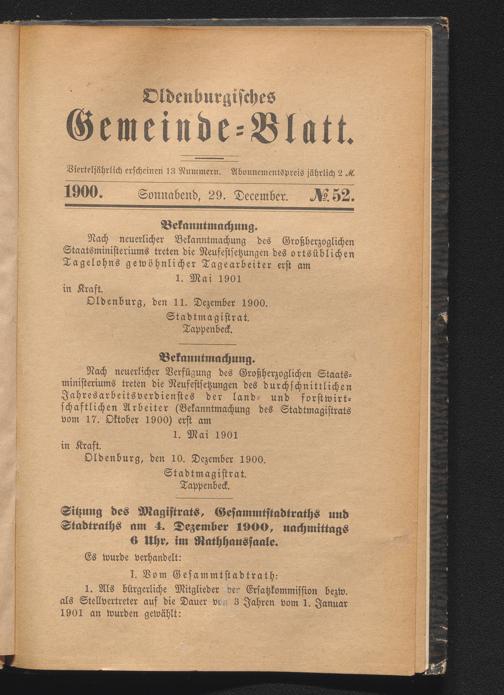 Oldenburgisches
Gemeinde=Blatt.
Vierteljährlich erscheinen 13 Nummern. Abonnementspreis jährlich 2 M.
1900. Sonnabend, 29. December. No. 52.
Bekanntmachung.
Nach neuerlicher Bekanntmachung des Großherzoglichen
Staatsministeriums treten die Neufestsetzungen des ortsüblichen
Tagelohns gewöhnlicher Tagearbeiter erst am
1. Mai 1901
in Kraft.
Oldenburg, den 11. Dezember 1900.
Stadtmagistrat.
Tappenbeck.
Bekanntmachung.
Nach neuerlicher Verfügung des Großherzoglichen Staats-
ministeriums treten die Neufestsetzungen des durchschnittlichen
Jahresarbeitsverdienstes der land- und forstwirt-
schaftlichen Arbeiter (Bekanntmachung des Stadtmagistrats
vom 17. Oktober 1900) erst am
1. Mai 1901
in Kraft.
Oldenburg, den 10. Dezember 1900.
Stadtmagistrat.
Tappenbeck.
Sitzung des Magistrats, Gesammtstadtraths und
Stadtraths am 4. Dezember 1900, nachmittags
6 Uhr, im Rathhaussaale.
Es wurde verhandelt:
I. Vom Gesammtstadtrath:
1. Als bürgerliche Mitglieder der Ersatzkommission bezw.
als Stellvertreter auf die Dauer von 3 Jahren vom 1. Januar
1901 an wurden gewählt: